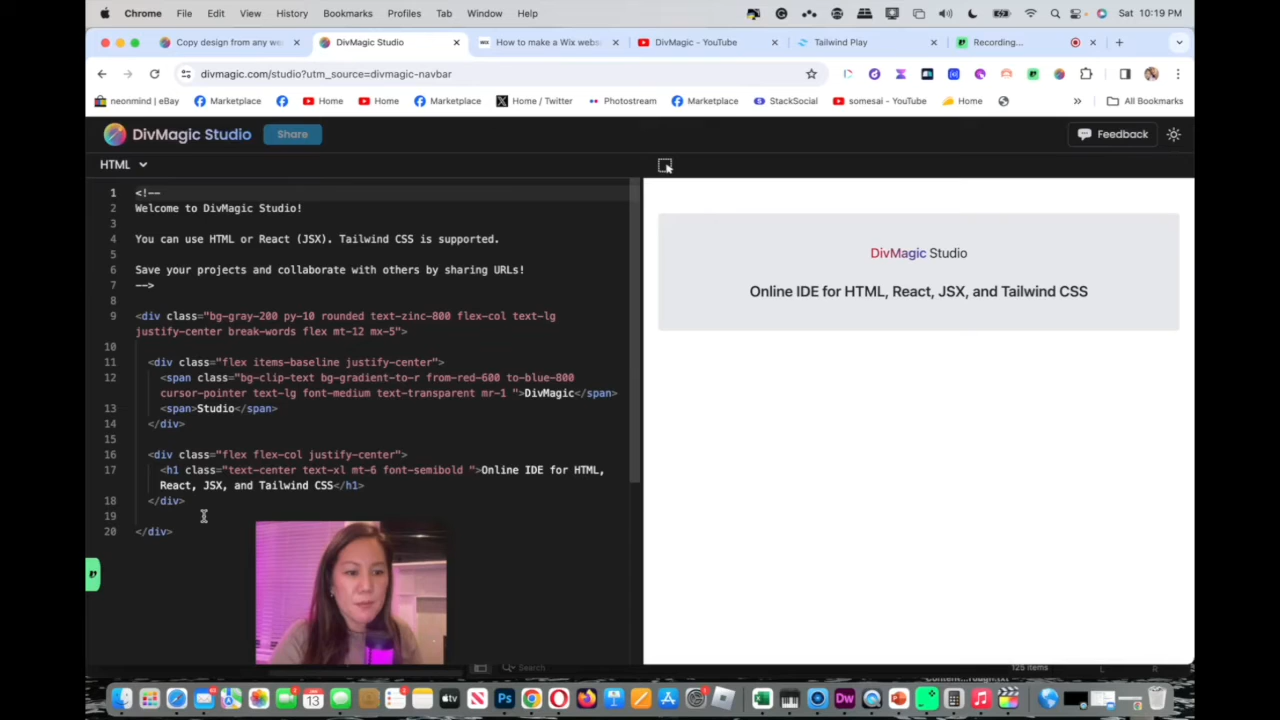 Chrome File Edit View History Bookmarks Profiles Tab Window Help Sat 10:19 PM
Copy design from any we DivMagic Studio How to make a Wix webs DivMagic - YouTube Tailwind Play Recording...
divmagic.com/studio?utm_source=divmagic-navbar
neonmind | eBay Marketplace Home Home Marketplace Home / Twitter Photostream Marketplace StackSocial somesai - YouTube Home » All Bookmarks
DivMagic Studio Share Feedback
HTML
1 <!--
2 Welcome to DivMagic Studio!
3
4 You can use HTML or React (JSX). Tailwind CSS is supported.
5
6 Save your projects and collaborate with others by sharing URLs!
7 -->
8
9 <div class="bg-gray-200 py-10 rounded text-zinc-800 flex-col text-lg
justify-center break-words flex mt-12 mx-5">
10
11 <div class="flex items-baseline justify-center">
12 <span class="bg-clip-text bg-gradient-to-r from-red-600 to-blue-800
cursor-pointer text-lg font-medium text-transparent mr-1 ">DivMagic</span>
13 <span>Studio</span>
14 </div>
15
16 <div class="flex flex-col justify-center">
17 <h1 class="text-center text-xl mt-6 font-semibold ">Online IDE for HTML,
React, JSX, and Tailwind CSS</h1>
18 </div>
19
20 </div>
DivMagic Studio
Online IDE for HTML, React, JSX, and Tailwind CSS
Search
125 items